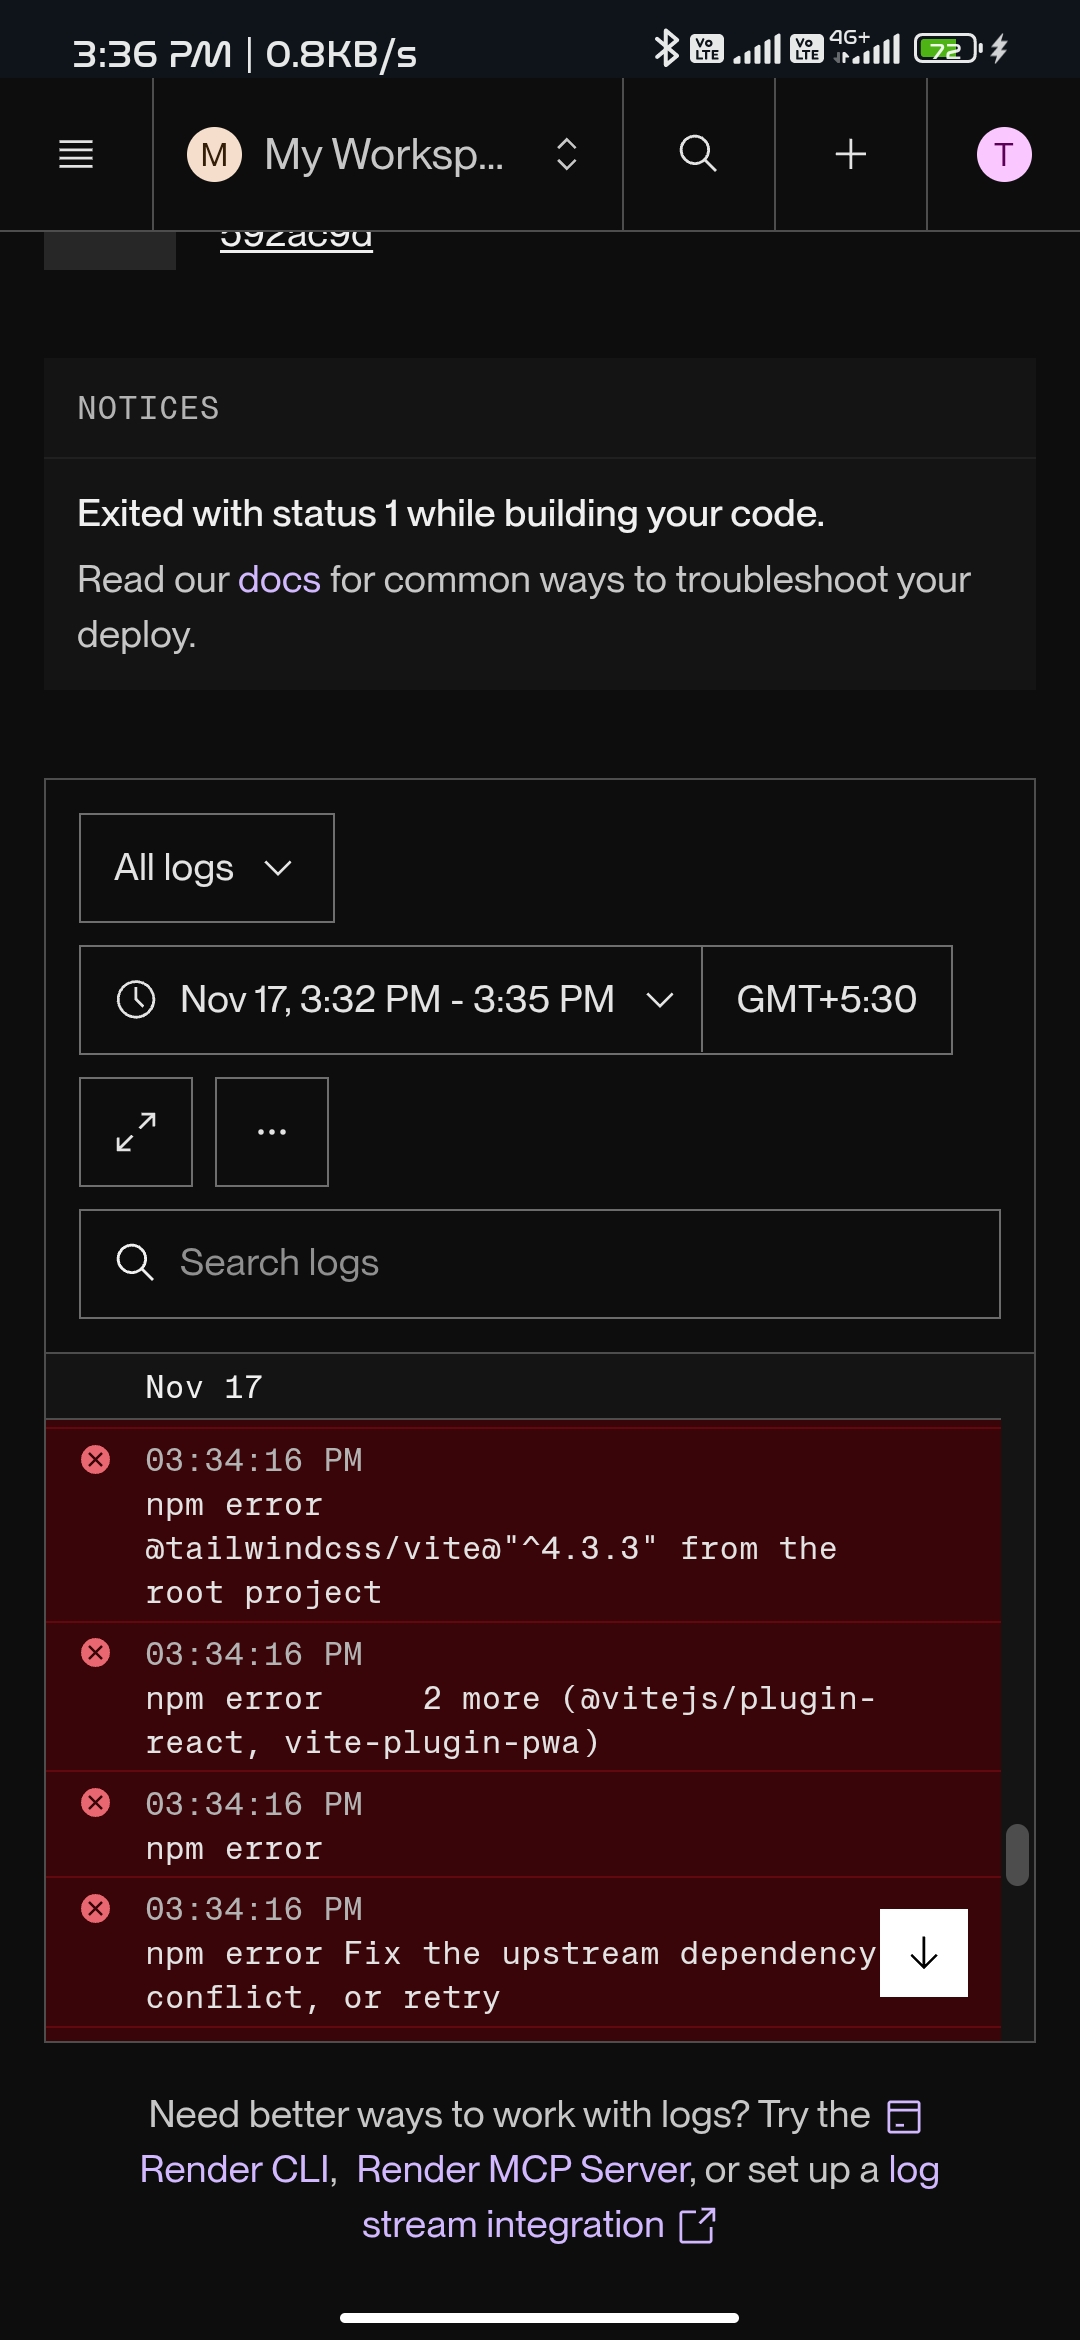 3:36 PM | 0.8KB/s
Vo LTE
Vo LTE
4G+
72
M
My Worksp...
T
592ac9d
NOTICES
Exited with status 1 while building your code.
Read our docs for common ways to troubleshoot your
deploy.
All logs
Nov 17, 3:32 PM - 3:35 PM
GMT+5:30
...
Search logs
Nov 17
03:34:16 PM
npm error
@tailwindcss/vite@"^4.3.3" from the
root project
03:34:16 PM
npm error     2 more (@vitejs/plugin-
react, vite-plugin-pwa)
03:34:16 PM
npm error
03:34:16 PM
npm error Fix the upstream dependency
conflict, or retry
Need better ways to work with logs? Try the
Render CLI, Render MCP Server, or set up a log
stream integration